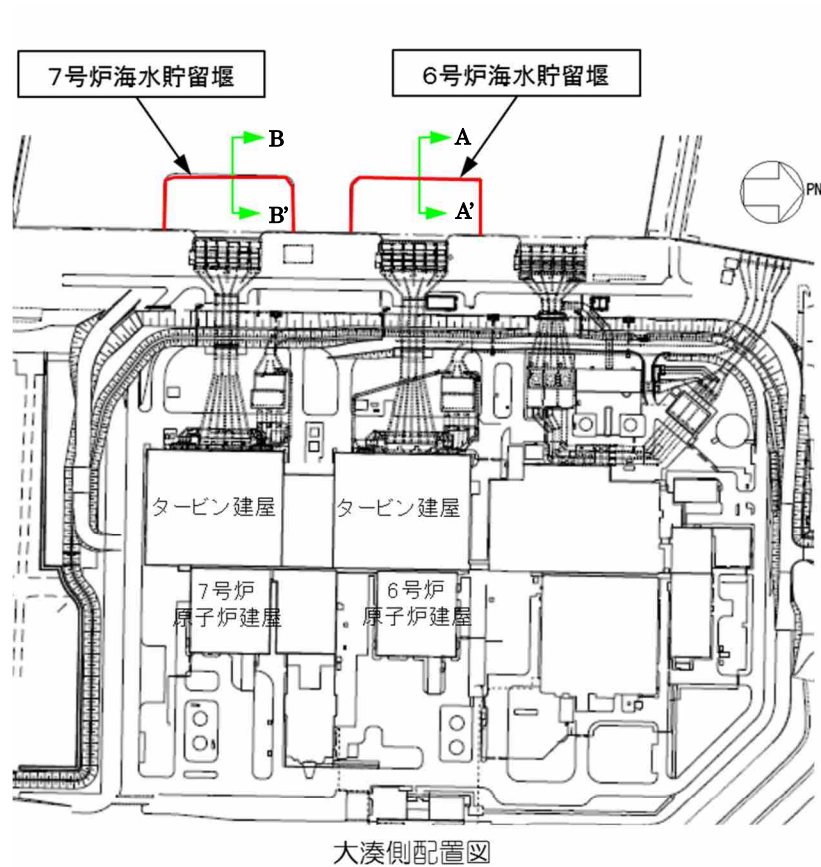 7号炉海水貯留堰
6号炉海水貯留堰
B
A
B’
A’
PN
タービン建屋
タービン建屋
7号炉
原子炉建屋
6号炉
原子炉建屋
大湊側配置図